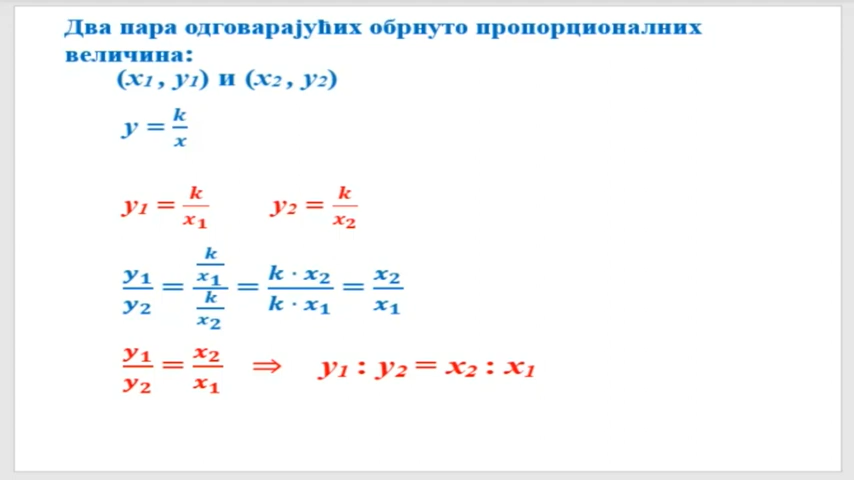 Два пара одговарајућих обрнуто пропорционалних
величина:
(x₁ , y₁) и (x₂ , y₂)
y = k/x
y₁ = k/x₁ y₂ = k/x₂
y₁/y₂ = (k/x₁)/(k/x₂) = (k · x₂)/(k · x₁) = x₂/x₁
y₁/y₂ = x₂/x₁ ⇒ y₁ : y₂ = x₂ : x₁